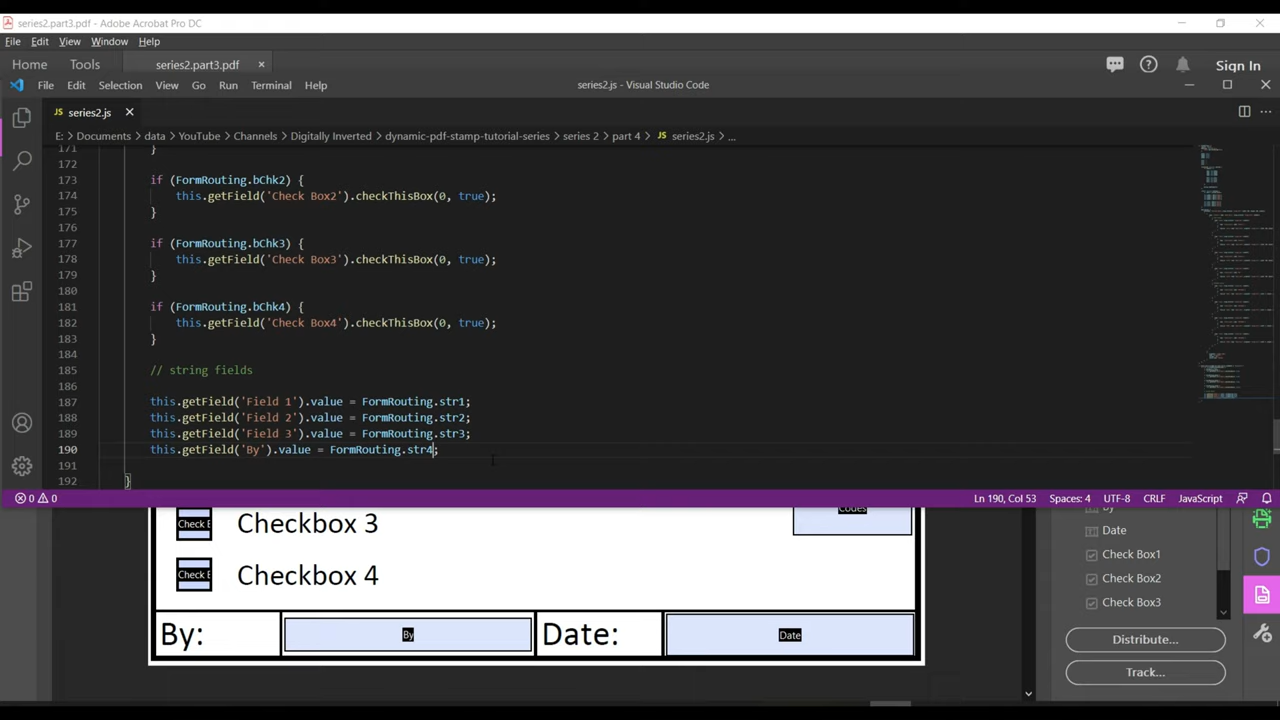 series2.part3.pdf - Adobe Acrobat Pro DC
File Edit View Window Help
Home Tools series2.part3.pdf × Sign In
File Edit Selection View Go Run Terminal Help series2.js - Visual Studio Code
JS series2.js ×
E: > Documents > data > YouTube > Channels > Digitally Inverted > dynamic-pdf-stamp-tutorial-series > series 2 > part 4 > JS series2.js > ...
171 }
172
173 if (FormRouting.bChk2) {
174 this.getField('Check Box2').checkThisBox(0, true);
175 }
176
177 if (FormRouting.bChk3) {
178 this.getField('Check Box3').checkThisBox(0, true);
179 }
180
181 if (FormRouting.bChk4) {
182 this.getField('Check Box4').checkThisBox(0, true);
183 }
184
185 // string fields
186
187 this.getField('Field 1').value = FormRouting.str1;
188 this.getField('Field 2').value = FormRouting.str2;
189 this.getField('Field 3').value = FormRouting.str3;
190 this.getField('By').value = FormRouting.str4;
191
192 }
0 0 Ln 190, Col 53 Spaces: 4 UTF-8 CRLF JavaScript
Check Checkbox 3 Codes By
Date
Check Box1
Check Checkbox 4 Check Box2
Check Box3
By: By Date: Date
Distribute...
Track...